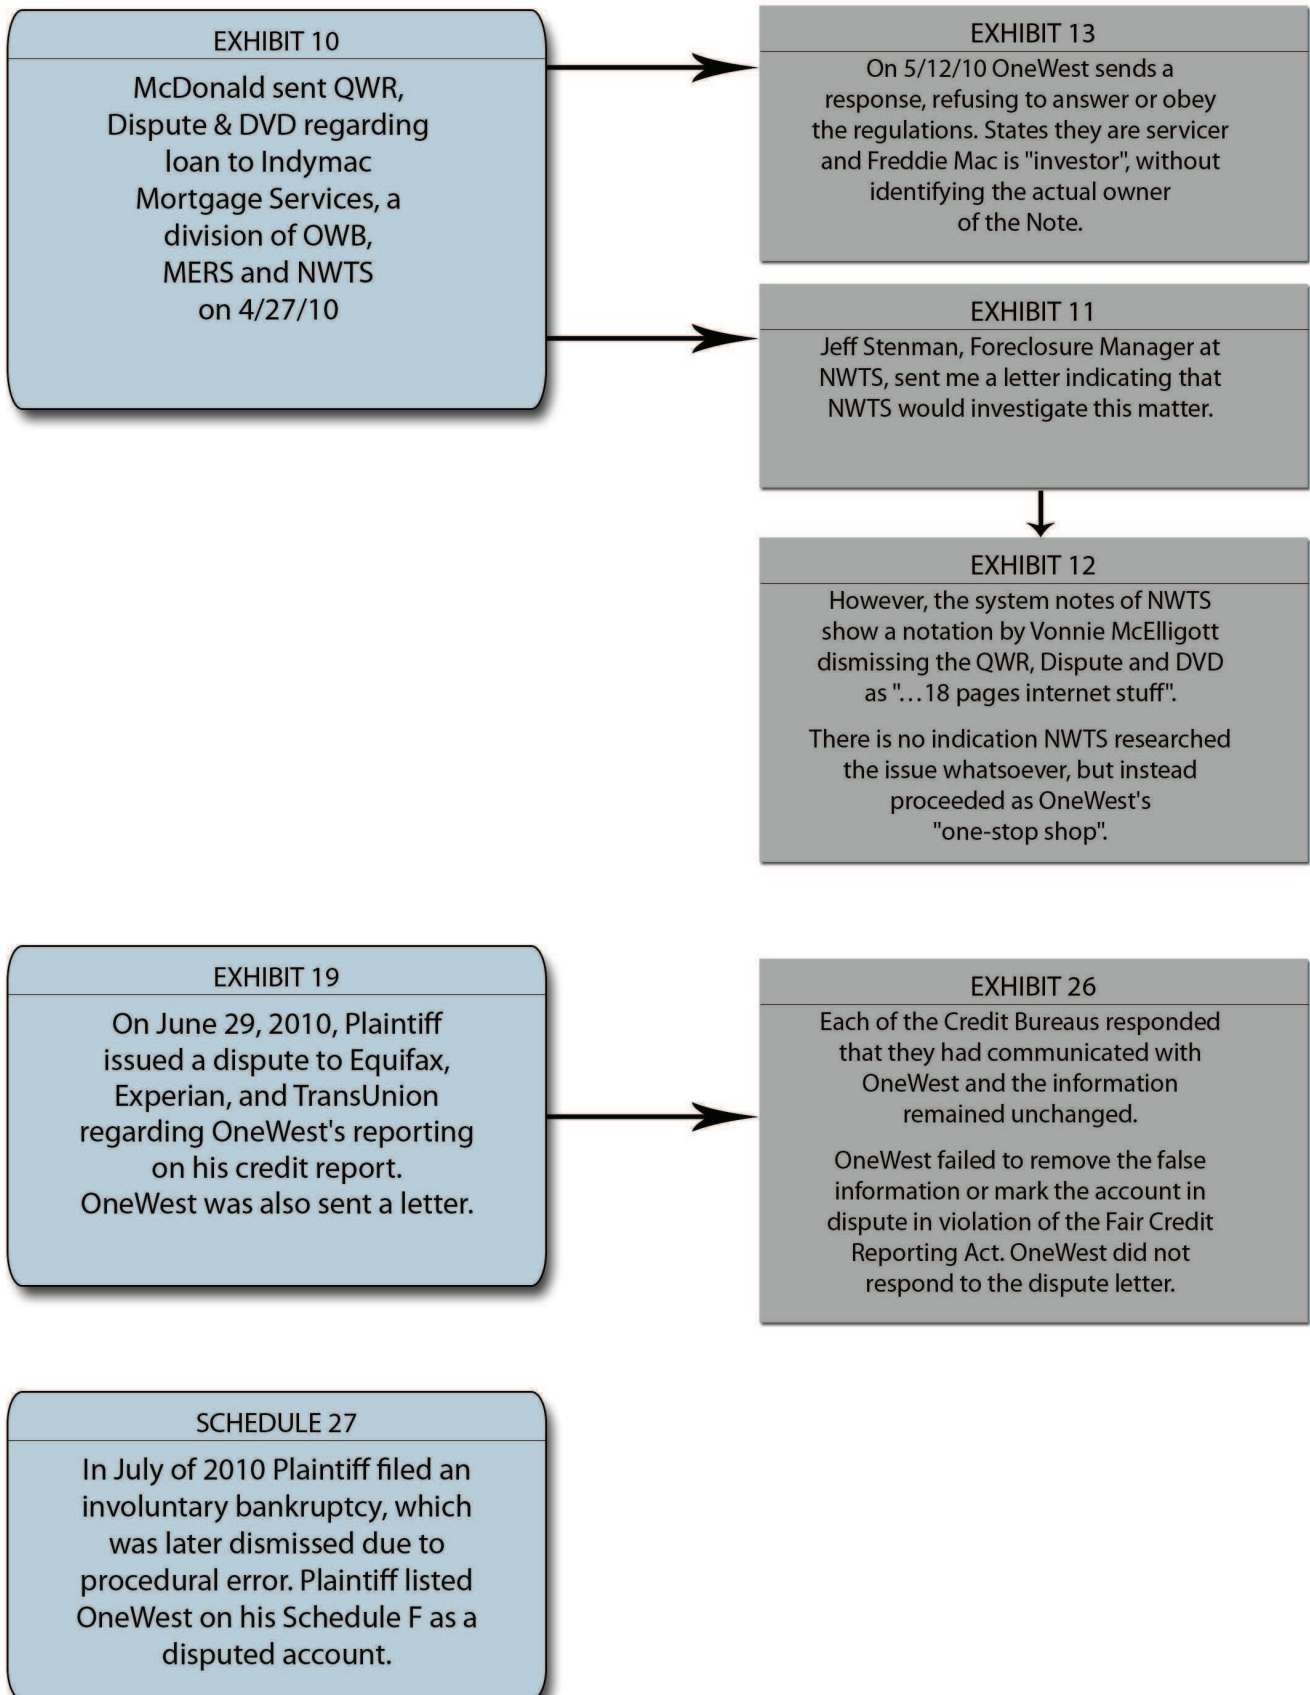 EXHIBIT 10
McDonald sent QWR,
Dispute & DVD regarding
loan to Indymac
Mortgage Services, a
division of OWB,
MERS and NWTS
on 4/27/10
EXHIBIT 13
On 5/12/10 OneWest sends a
response, refusing to answer or obey
the regulations. States they are servicer
and Freddie Mac is "investor", without
identifying the actual owner
of the Note.
EXHIBIT 11
Jeff Stenman, Foreclosure Manager at
NWTS, sent me a letter indicating that
NWTS would investigate this matter.
EXHIBIT 12
However, the system notes of NWTS
show a notation by Vonnie McElligott
dismissing the QWR, Dispute and DVD
as "...18 pages internet stuff".
There is no indication NWTS researched
the issue whatsoever, but instead
proceeded as OneWest's
"one-stop shop".
EXHIBIT 19
On June 29, 2010, Plaintiff
issued a dispute to Equifax,
Experian, and TransUnion
regarding OneWest's reporting
on his credit report.
OneWest was also sent a letter.
EXHIBIT 26
Each of the Credit Bureaus responded
that they had communicated with
OneWest and the information
remained unchanged.
OneWest failed to remove the false
information or mark the account in
dispute in violation of the Fair Credit
Reporting Act. OneWest did not
respond to the dispute letter.
SCHEDULE 27
In July of 2010 Plaintiff filed an
involuntary bankruptcy, which
was later dismissed due to
procedural error. Plaintiff listed
OneWest on his Schedule F as a
disputed account.